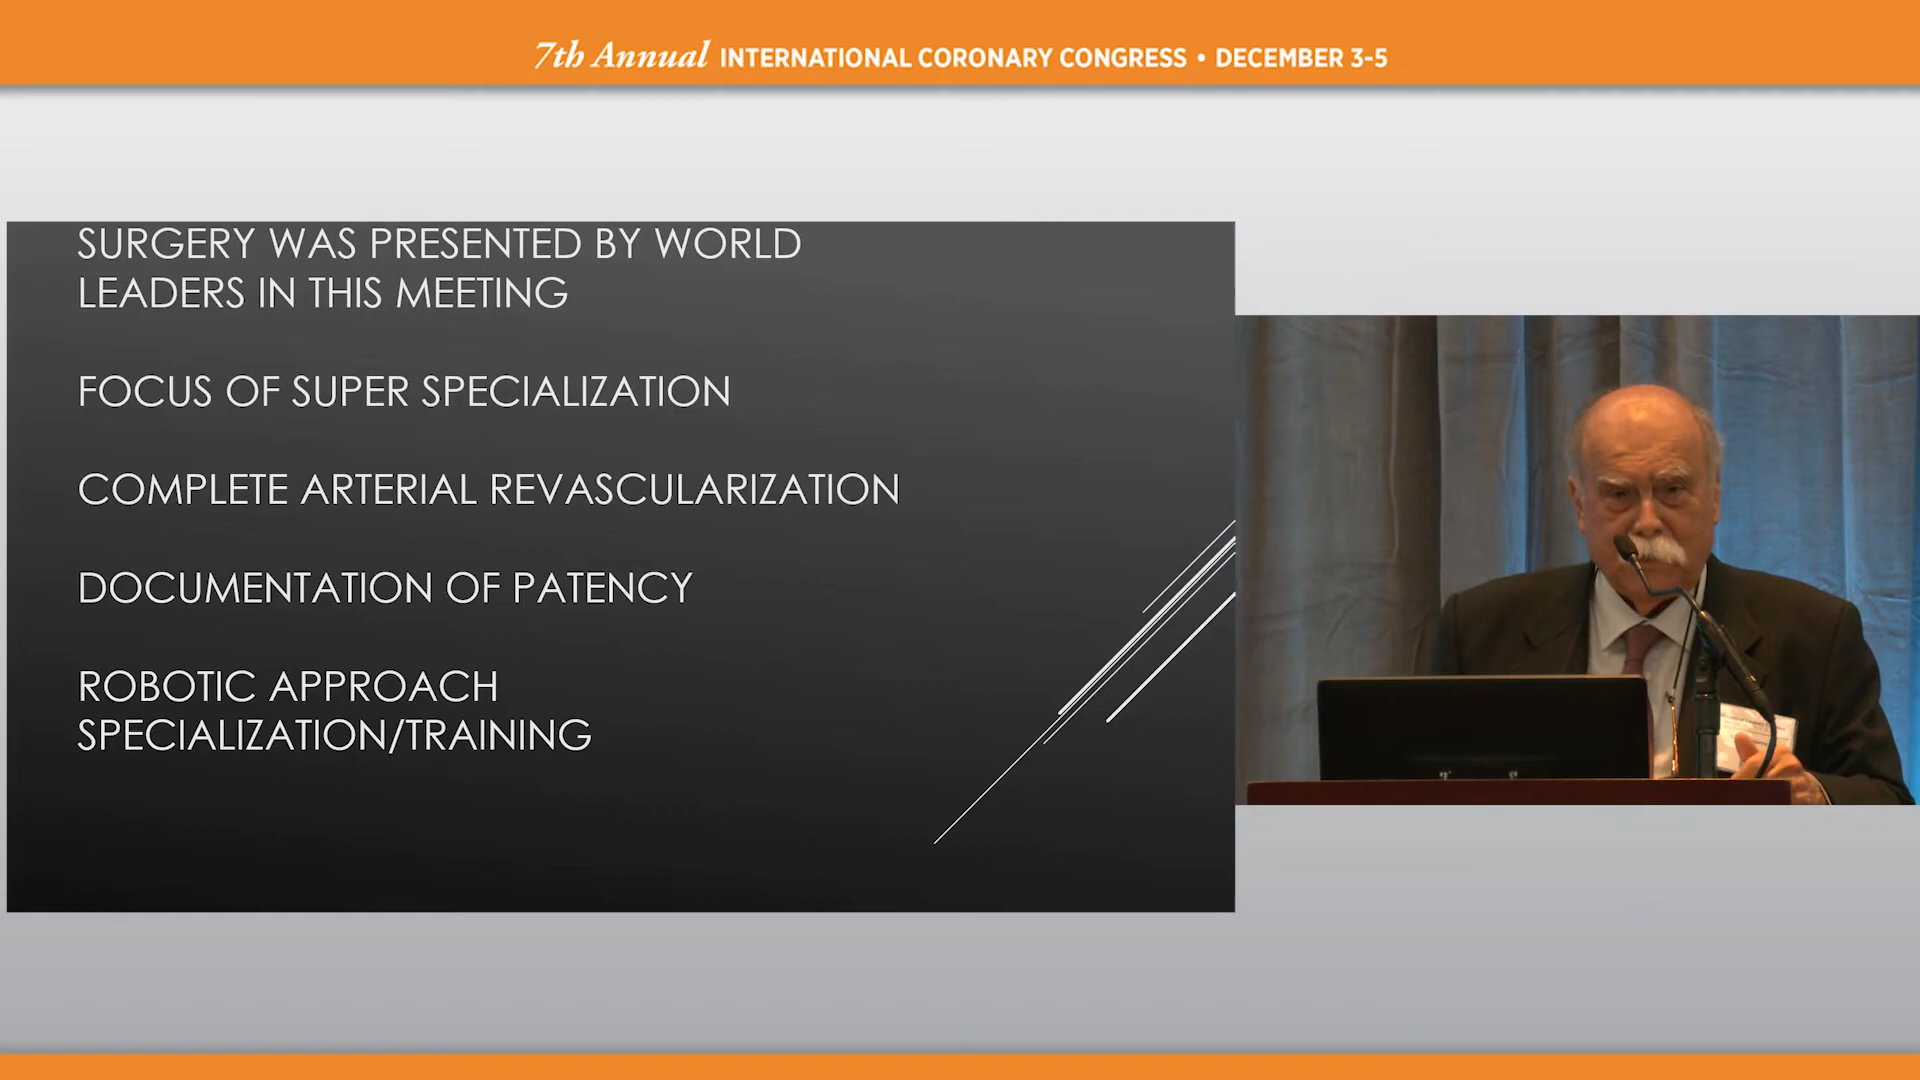 7th Annual INTERNATIONAL CORONARY CONGRESS • DECEMBER 3-5
SURGERY WAS PRESENTED BY WORLD
LEADERS IN THIS MEETING
FOCUS OF SUPER SPECIALIZATION
COMPLETE ARTERIAL REVASCULARIZATION
DOCUMENTATION OF PATENCY
ROBOTIC APPROACH
SPECIALIZATION/TRAINING